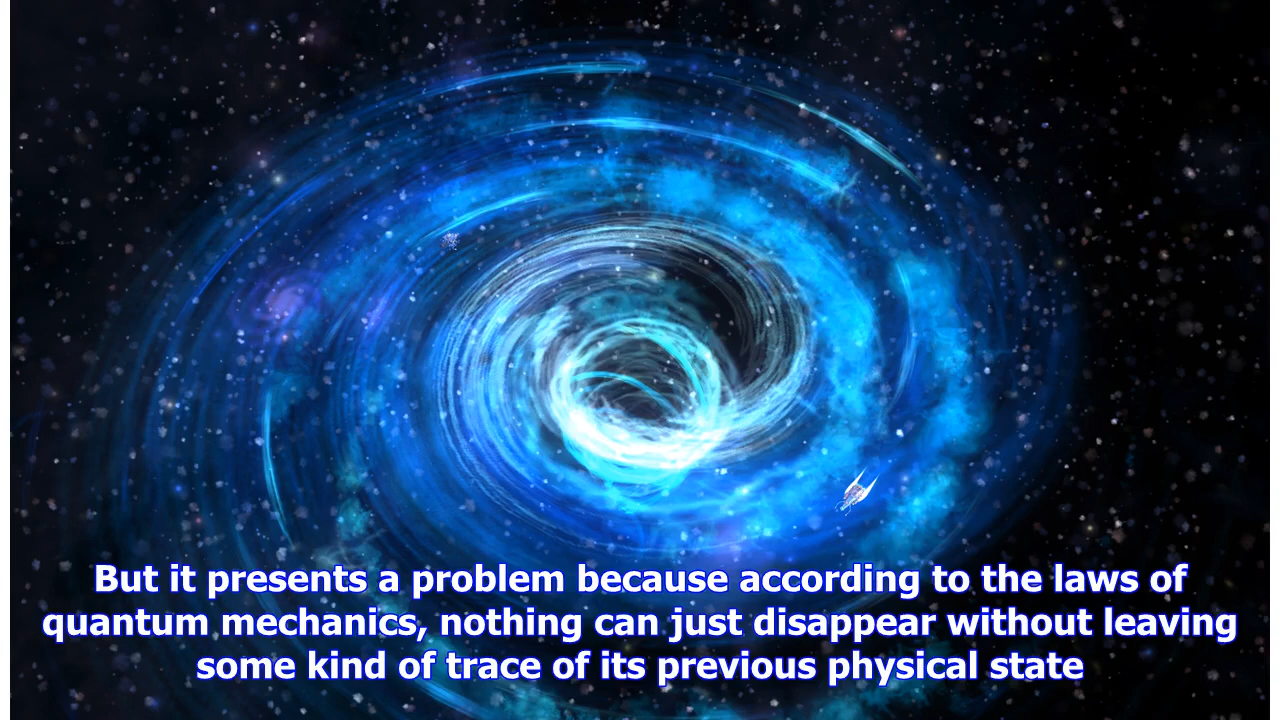 But it presents a problem because according to the laws of
quantum mechanics, nothing can just disappear without leaving
some kind of trace of its previous physical state